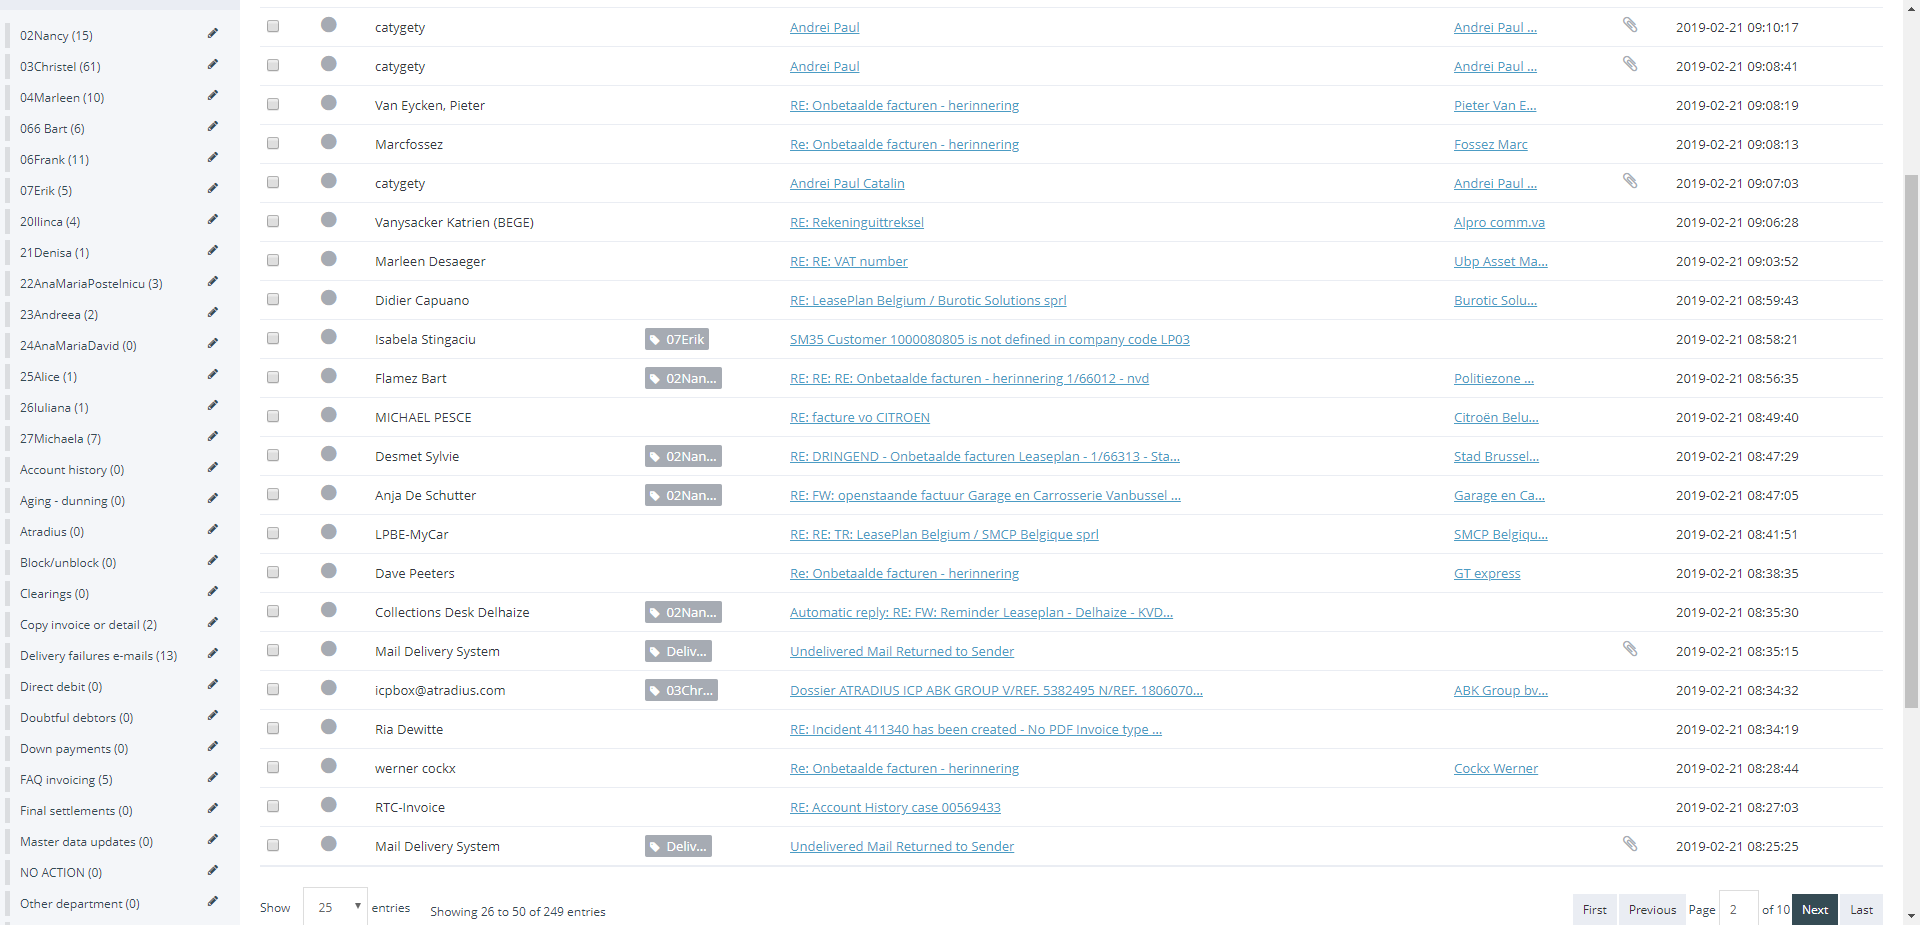 02Nancy (15)
03Christel (61)
04Marleen (10)
066 Bart (6)
06Frank (11)
07Erik (5)
20Ilinca (4)
21Denisa (1)
22AnaMariaPostelnicu (3)
23Andreea (2)
24AnaMariaDavid (0)
25Alice (1)
26Iuliana (1)
27Michaela (7)
Account history (0)
Aging - dunning (0)
Atradius (0)
Block/unblock (0)
Clearings (0)
Copy invoice or detail (2)
Delivery failures e-mails (13)
Direct debit (0)
Doubtful debtors (0)
Down payments (0)
FAQ invoicing (5)
Final settlements (0)
Master data updates (0)
NO ACTION (0)
Other department (0)
catygety Andrei Paul Andrei Paul ... 2019-02-21 09:10:17
catygety Andrei Paul Andrei Paul ... 2019-02-21 09:08:41
Van Eycken, Pieter RE: Onbetaalde facturen - herinnering Pieter Van E... 2019-02-21 09:08:19
Marcfossez Re: Onbetaalde facturen - herinnering Fossez Marc 2019-02-21 09:08:13
catygety Andrei Paul Catalin Andrei Paul ... 2019-02-21 09:07:03
Vanysacker Katrien (BEGE) RE: Rekeninguittreksel Alpro comm.va 2019-02-21 09:06:28
Marleen Desaeger RE: RE: VAT number Ubp Asset Ma... 2019-02-21 09:03:52
Didier Capuano RE: LeasePlan Belgium / Burotic Solutions sprl Burotic Solu... 2019-02-21 08:59:43
Isabela Stingaciu 07Erik SM35 Customer 1000080805 is not defined in company code LP03 2019-02-21 08:58:21
Flamez Bart 02Nan... RE: RE: RE: Onbetaalde facturen - herinnering 1/66012 - nvd Politiezone ... 2019-02-21 08:56:35
MICHAEL PESCE RE: facture vo CITROEN Citroën Belu... 2019-02-21 08:49:40
Desmet Sylvie 02Nan... RE: DRINGEND - Onbetaalde facturen Leaseplan - 1/66313 - Sta... Stad Brussel... 2019-02-21 08:47:29
Anja De Schutter 02Nan... RE: FW: openstaande factuur Garage en Carrosserie Vanbussel ... Garage en Ca... 2019-02-21 08:47:05
LPBE-MyCar RE: RE: TR: LeasePlan Belgium / SMCP Belgique sprl SMCP Belgiqu... 2019-02-21 08:41:51
Dave Peeters Re: Onbetaalde facturen - herinnering GT express 2019-02-21 08:38:35
Collections Desk Delhaize 02Nan... Automatic reply: RE: FW: Reminder Leaseplan - Delhaize - KVD... 2019-02-21 08:35:30
Mail Delivery System Deliv... Undelivered Mail Returned to Sender 2019-02-21 08:35:15
icpbox@atradius.com 03Chr... Dossier ATRADIUS ICP ABK GROUP V/REF. 5382495 N/REF. 1806070... ABK Group bv... 2019-02-21 08:34:32
Ria Dewitte RE: Incident 411340 has been created - No PDF Invoice type ... 2019-02-21 08:34:19
werner cockx Re: Onbetaalde facturen - herinnering Cockx Werner 2019-02-21 08:28:44
RTC-Invoice RE: Account History case 00569433 2019-02-21 08:27:03
Mail Delivery System Deliv... Undelivered Mail Returned to Sender 2019-02-21 08:25:25
Show 25 entries Showing 26 to 50 of 249 entries First Previous Page 2 of 10 Next Last